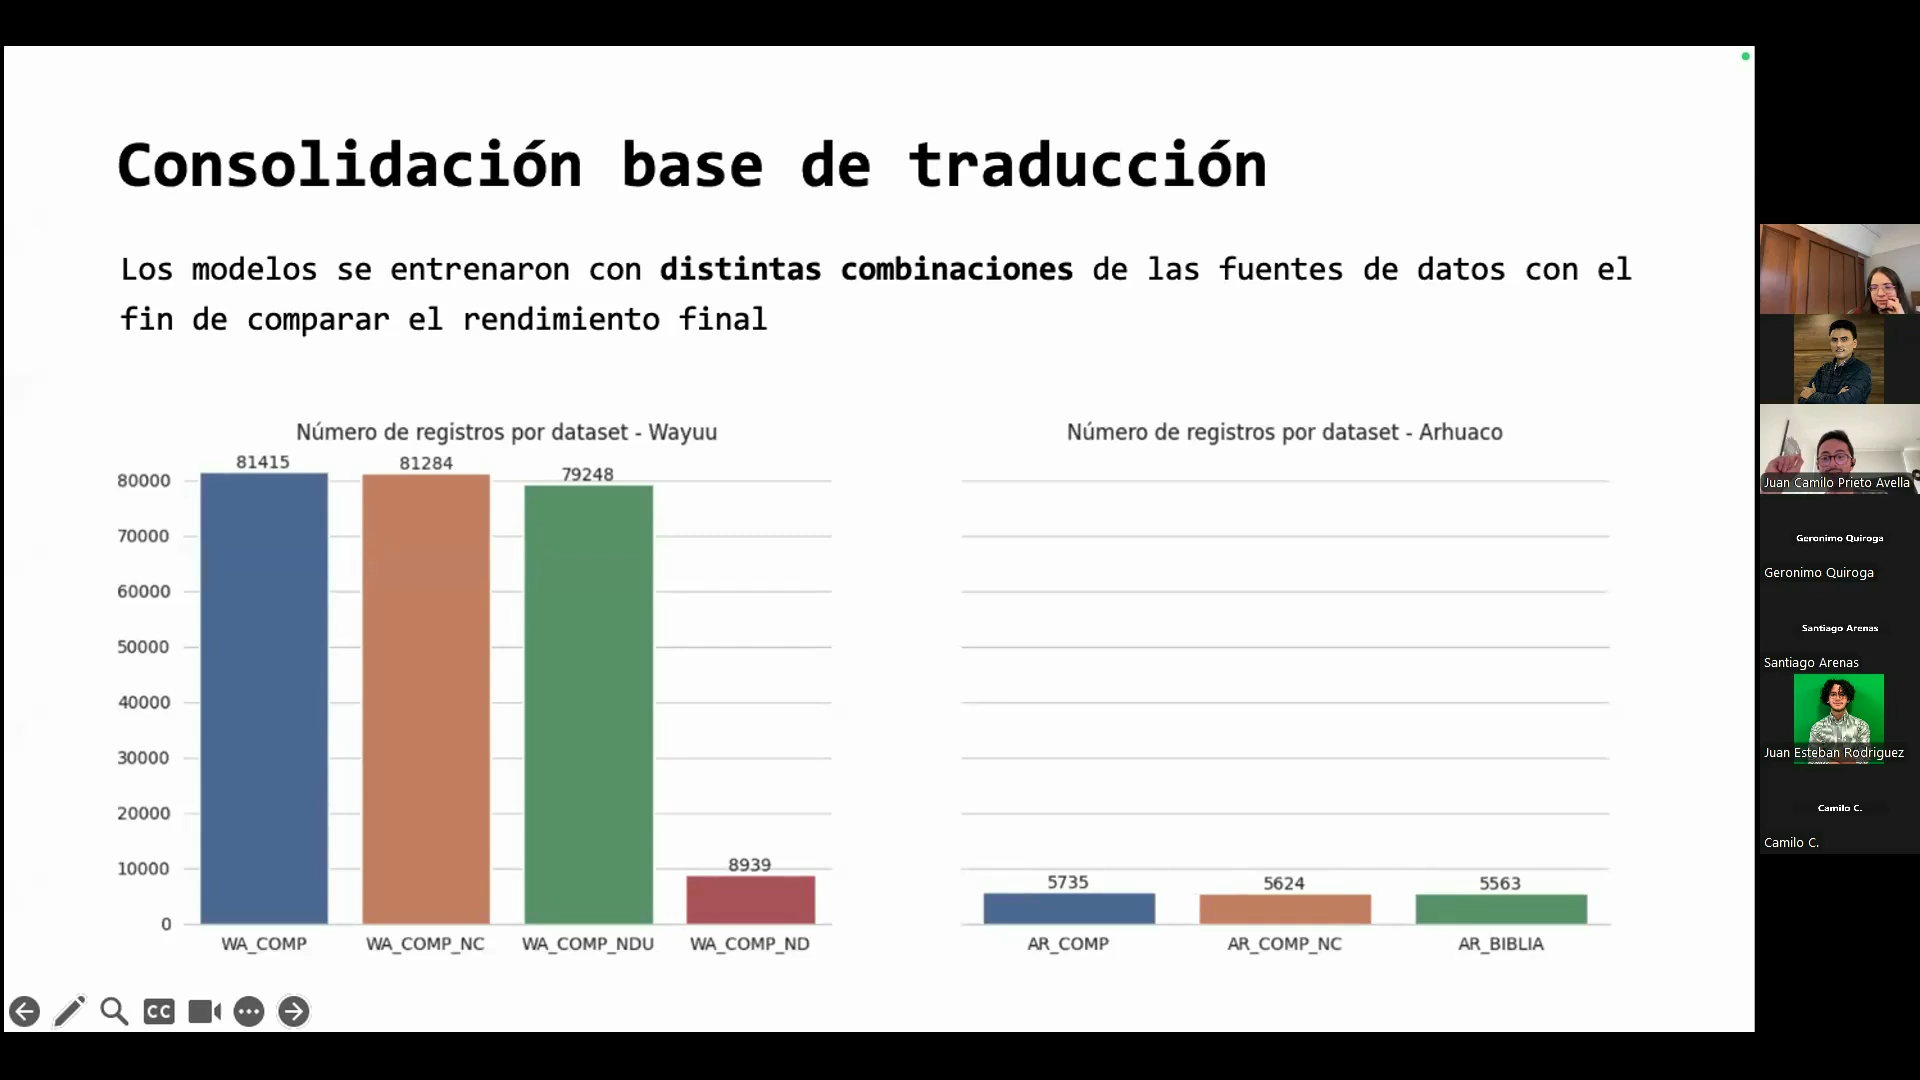 Consolidación base de traducción
Los modelos se entrenaron con distintas combinaciones de las fuentes de datos con el
fin de comparar el rendimiento final
Número de registros por dataset - Wayuu
81415
81284
79248
8939
80000
70000
60000
50000
40000
30000
20000
10000
0
WA_COMP
WA_COMP_NC
WA_COMP_NDU
WA_COMP_ND
Número de registros por dataset - Arhuaco
5735
5624
5563
AR_COMP
AR_COMP_NC
AR_BIBLIA
CC
Juan Camilo Prieto Avella
Geronimo Quiroga
Geronimo Quiroga
Santiago Arenas
Santiago Arenas
Juan Esteban Rodriguez
Camilo C.
Camilo C.